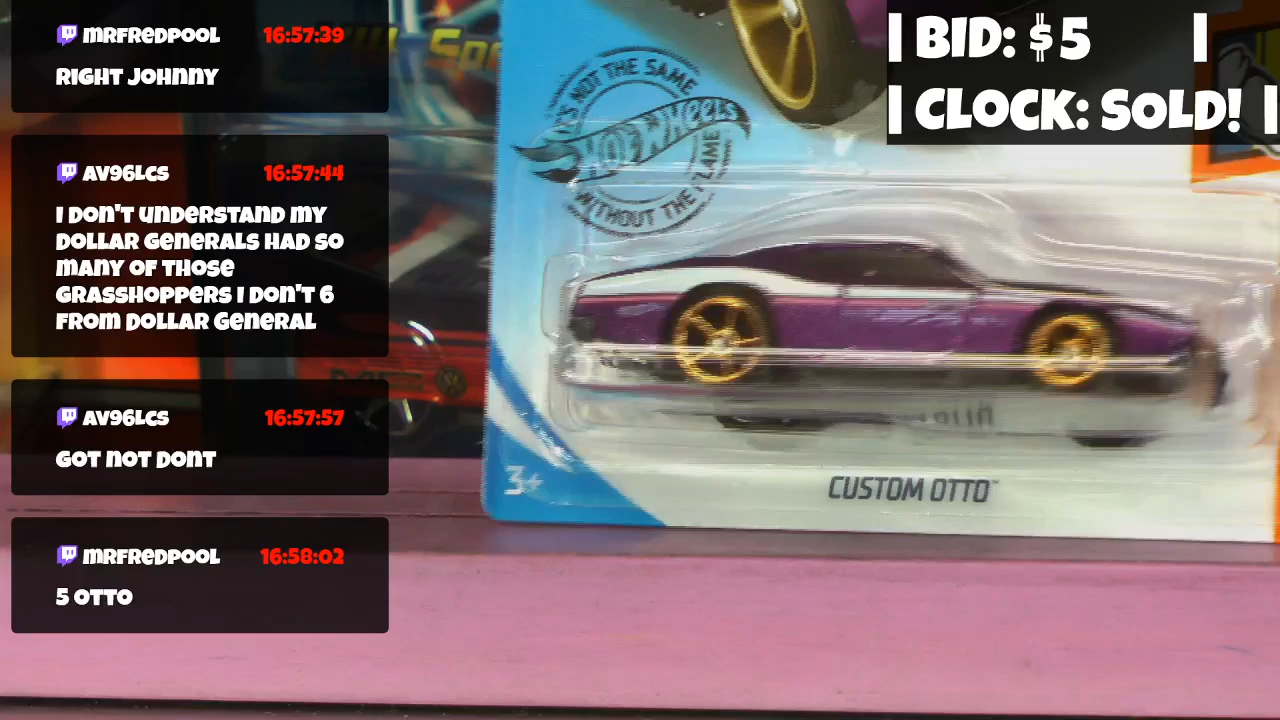 MRFREDPOOL 16:57:39
RIGHT JOHNNY
AV96LCS 16:57:44
I DON'T UNDERSTAND MY
DOLLAR GENERALS HAD SO
MANY OF THOSE
GRASSHOPPERS I DON'T 6
FROM DOLLAR GENERAL
AV96LCS 16:57:57
GOT NOT DONT
MRFREDPOOL 16:58:02
5 OTTO
| BID: $5 |
| CLOCK: SOLD! |
IT'S NOT THE SAME
HOT WHEELS
WITHOUT THE FLAME
3+
CUSTOM OTTO™